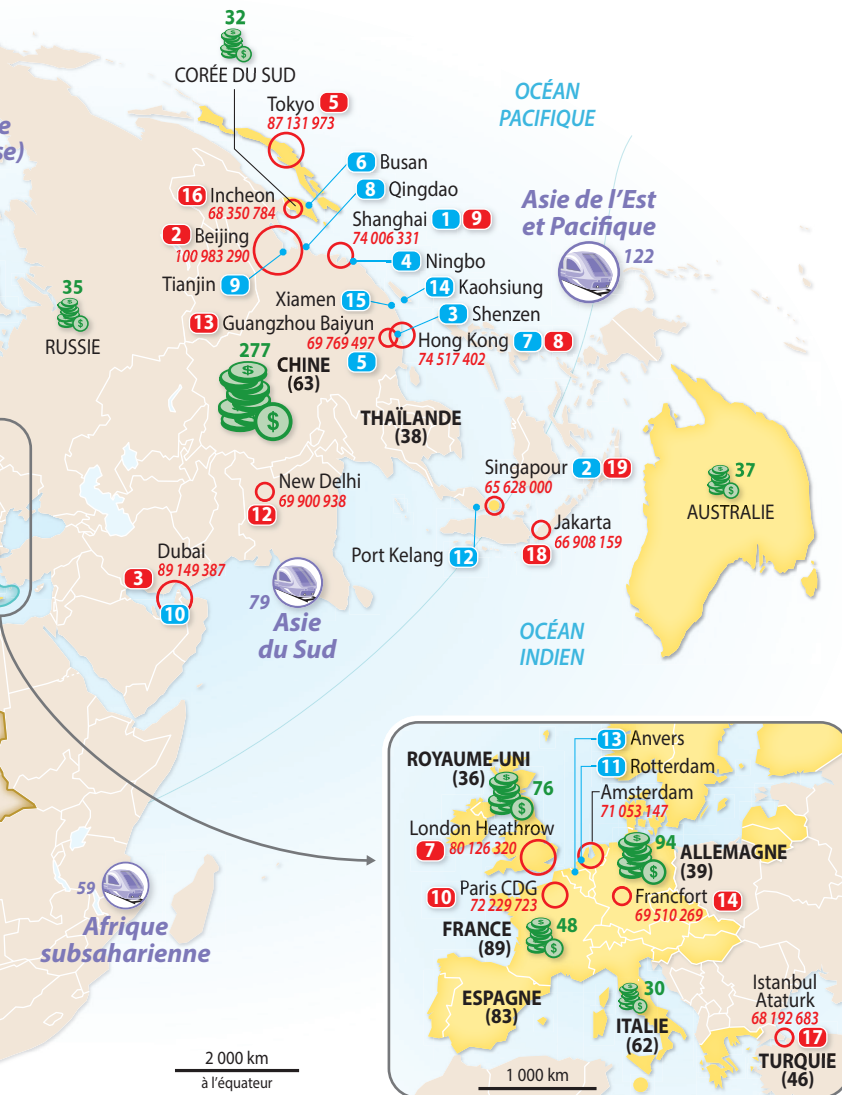 32
CORÉE DU SUD
OCÉAN
PACIFIQUE
Tokyo 5
87 131 973
6 Busan
8 Qingdao
16 Incheon
68 350 784
Shanghai 1 9
74 006 331
Asie de l'Est
et Pacifique
122
2 Beijing
100 983 290
4 Ningbo
Tianjin 9
14 Kaohsiung
Xiamen 15
3 Shenzen
35
RUSSIE
13 Guangzhou Baiyun
69 769 497
5
Hong Kong 7 8
74 517 402
277
CHINE
(63)
THAÏLANDE
(38)
New Delhi
69 900 938
12
Singapour 2 19
65 628 000
37
AUSTRALIE
Jakarta
66 908 159
18
Port Kelang 12
Dubai
3 89 149 387
10
79
Asie
du Sud
OCÉAN
INDIEN
59
Afrique
subsaharienne
2 000 km
à l'équateur
13 Anvers
11 Rotterdam
Amsterdam
71 053 147
ROYAUME-UNI
(36)
76
London Heathrow
7 80 126 320
94
ALLEMAGNE
(39)
10 Paris CDG
72 229 723
Francfort 14
69 510 269
FRANCE
(89)
48
ESPAGNE
(83)
30
ITALIE
(62)
Istanbul
Ataturk
68 192 683
17
TURQUIE
(46)
1 000 km